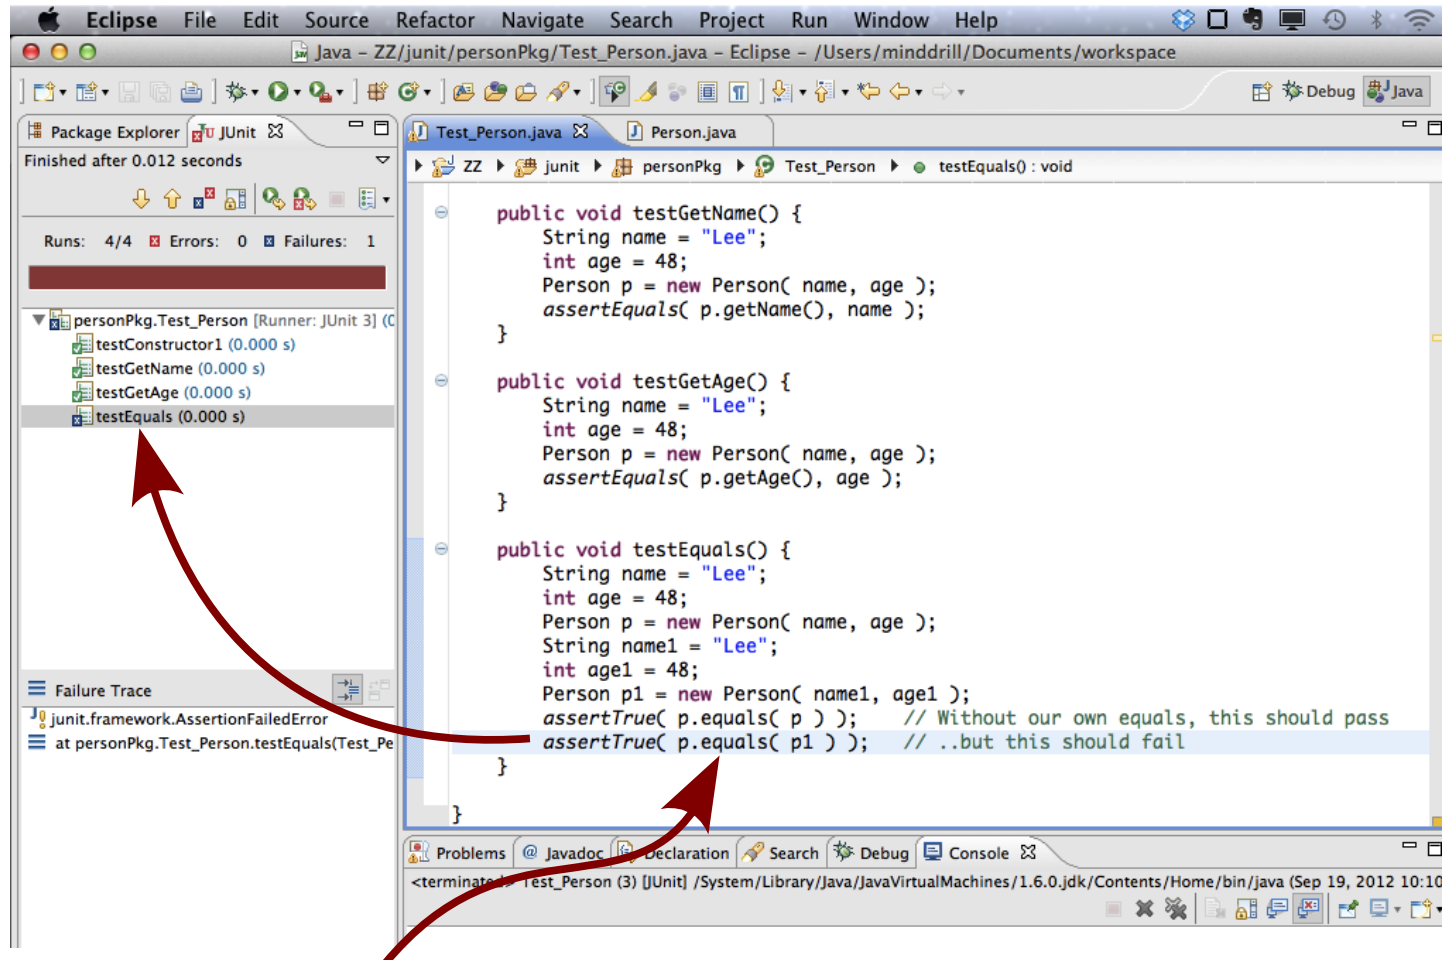 Eclipse File Edit Source Refactor Navigate Search Project Run Window Help
Java – ZZ/junit/personPkg/Test_Person.java – Eclipse – /Users/minddrill/Documents/workspace
Debug Java
Package Explorer JUnit
Finished after 0.012 seconds
Runs: 4/4 Errors: 0 Failures: 1
personPkg.Test_Person [Runner: JUnit 3] (0
testConstructor1 (0.000 s)
testGetName (0.000 s)
testGetAge (0.000 s)
testEquals (0.000 s)
Failure Trace
junit.framework.AssertionFailedError
at personPkg.Test_Person.testEquals(Test_Pe
Test_Person.java Person.java
ZZ junit personPkg Test_Person testEquals() : void
public void testGetName() {
String name = "Lee";
int age = 48;
Person p = new Person( name, age );
assertEquals( p.getName(), name );
}
public void testGetAge() {
String name = "Lee";
int age = 48;
Person p = new Person( name, age );
assertEquals( p.getAge(), age );
}
public void testEquals() {
String name = "Lee";
int age = 48;
Person p = new Person( name, age );
String name1 = "Lee";
int age1 = 48;
Person p1 = new Person( name1, age1 );
assertTrue( p.equals( p ) ); // Without our own equals, this should pass
assertTrue( p.equals( p1 ) ); // ..but this should fail
}
}
Problems @ Javadoc Declaration Search Debug Console
<terminated> Test_Person (3) [JUnit] /System/Library/Java/JavaVirtualMachines/1.6.0.jdk/Contents/Home/bin/java (Sep 19, 2012 10:10